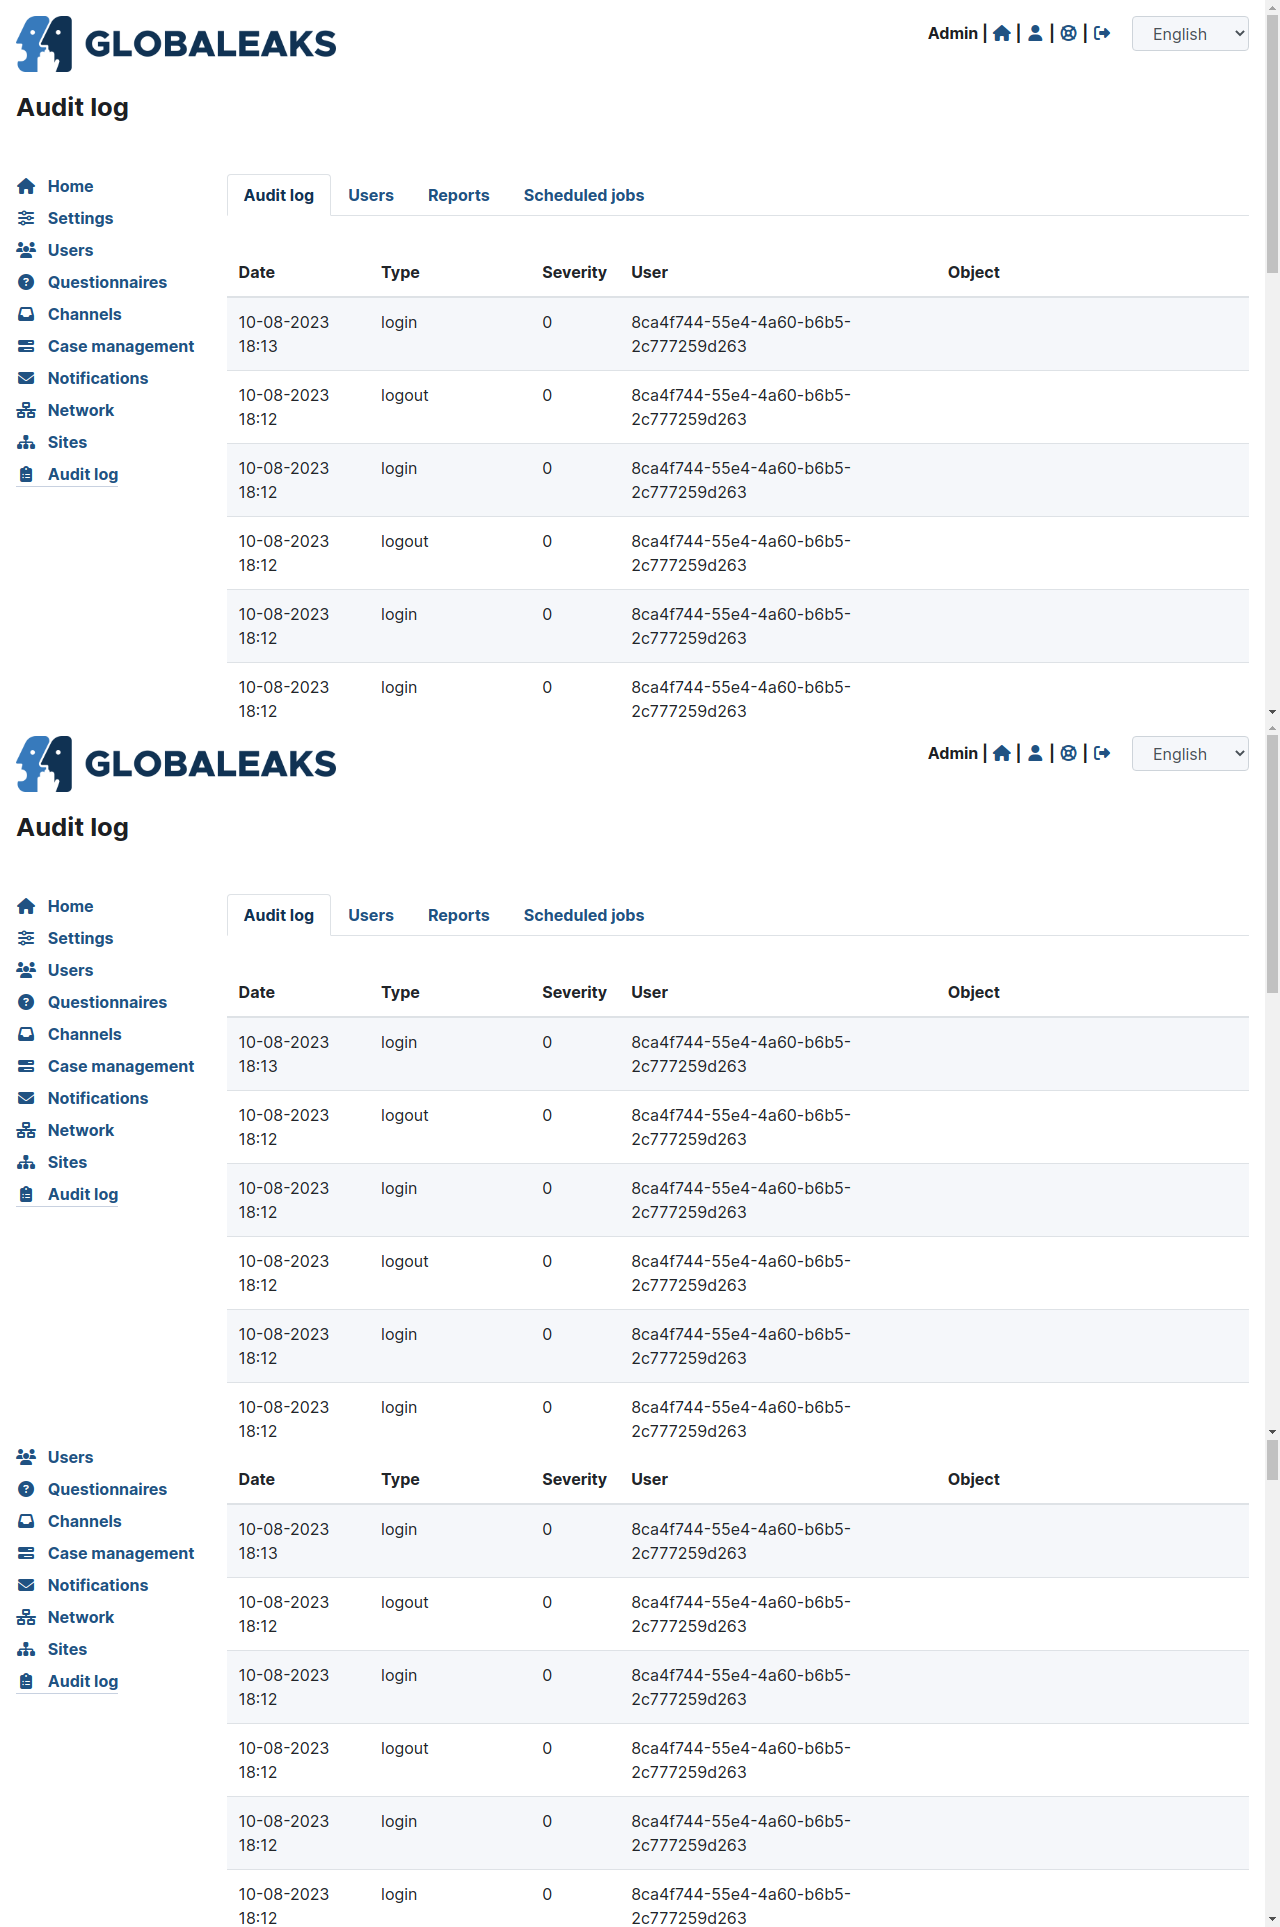 GLOBALEAKS
Admin | | | | English
Audit log
Home
Settings
Users
Questionnaires
Channels
Case management
Notifications
Network
Sites
Audit log
Audit log Users Reports Scheduled jobs
Date Type Severity User Object
10-08-2023 login 0 8ca4f744-55e4-4a60-b6b5-
18:13 2c777259d263
10-08-2023 logout 0 8ca4f744-55e4-4a60-b6b5-
18:12 2c777259d263
10-08-2023 login 0 8ca4f744-55e4-4a60-b6b5-
18:12 2c777259d263
10-08-2023 logout 0 8ca4f744-55e4-4a60-b6b5-
18:12 2c777259d263
10-08-2023 login 0 8ca4f744-55e4-4a60-b6b5-
18:12 2c777259d263
10-08-2023 login 0 8ca4f744-55e4-4a60-b6b5-
18:12 2c777259d263
GLOBALEAKS
Admin | | | | English
Audit log
Home
Settings
Users
Questionnaires
Channels
Case management
Notifications
Network
Sites
Audit log
Audit log Users Reports Scheduled jobs
Date Type Severity User Object
10-08-2023 login 0 8ca4f744-55e4-4a60-b6b5-
18:13 2c777259d263
10-08-2023 logout 0 8ca4f744-55e4-4a60-b6b5-
18:12 2c777259d263
10-08-2023 login 0 8ca4f744-55e4-4a60-b6b5-
18:12 2c777259d263
10-08-2023 logout 0 8ca4f744-55e4-4a60-b6b5-
18:12 2c777259d263
10-08-2023 login 0 8ca4f744-55e4-4a60-b6b5-
18:12 2c777259d263
10-08-2023 login 0 8ca4f744-55e4-4a60-b6b5-
18:12 2c777259d263
Users
Questionnaires
Channels
Case management
Notifications
Network
Sites
Audit log
Date Type Severity User Object
10-08-2023 login 0 8ca4f744-55e4-4a60-b6b5-
18:13 2c777259d263
10-08-2023 logout 0 8ca4f744-55e4-4a60-b6b5-
18:12 2c777259d263
10-08-2023 login 0 8ca4f744-55e4-4a60-b6b5-
18:12 2c777259d263
10-08-2023 logout 0 8ca4f744-55e4-4a60-b6b5-
18:12 2c777259d263
10-08-2023 login 0 8ca4f744-55e4-4a60-b6b5-
18:12 2c777259d263
10-08-2023 login 0 8ca4f744-55e4-4a60-b6b5-
18:12 2c777259d263